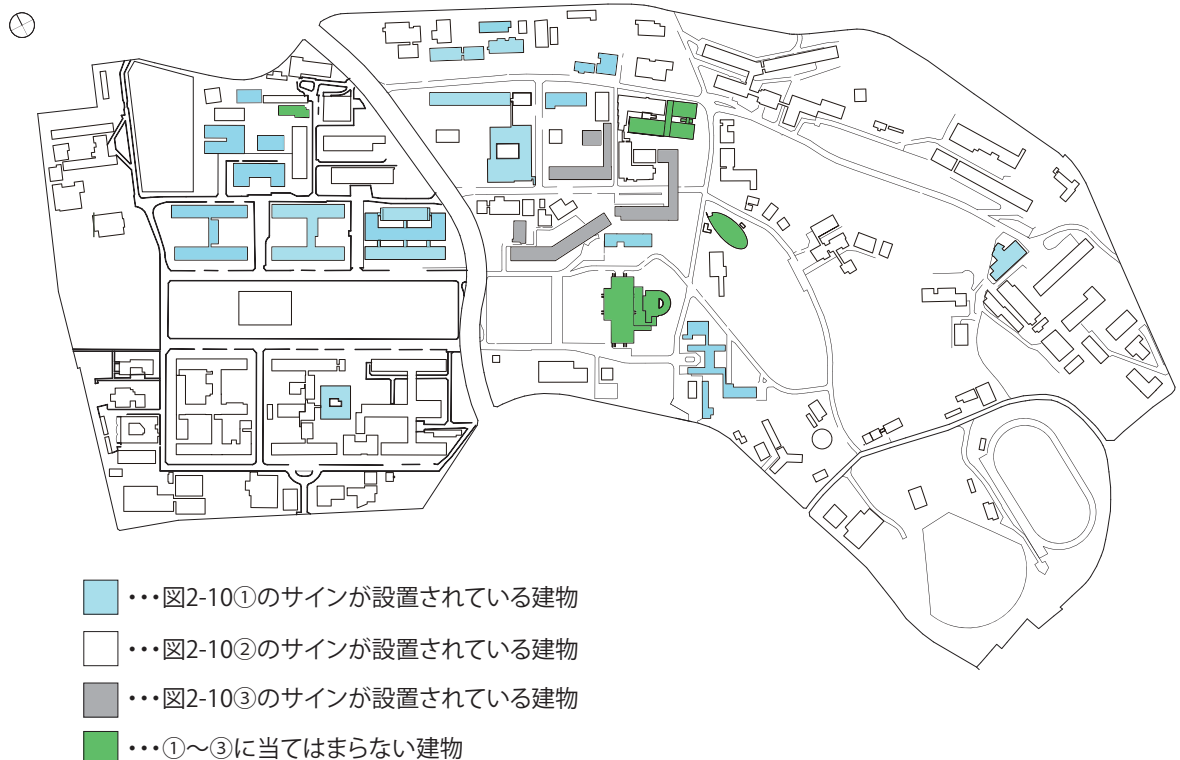 ・・・図2-10①のサインが設置されている建物
・・・図2-10②のサインが設置されている建物
・・・図2-10③のサインが設置されている建物
・・・①〜③に当てはまらない建物